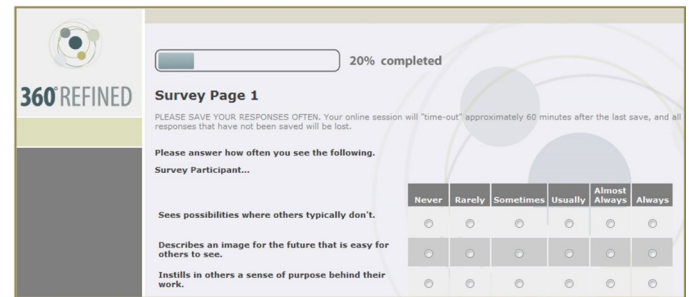 360°REFINED
20% completed
Survey Page 1
PLEASE SAVE YOUR RESPONSES OFTEN. Your online session will "time-out" approximately 60 minutes after the last save, and all
responses that have not been saved will be lost.
Please answer how often you see the following.
Survey Participant...
Never Rarely Sometimes Usually Almost Always Always
Sees possibilities where others typically don't.
Describes an image for the future that is easy for
others to see.
Instills in others a sense of purpose behind their
work.